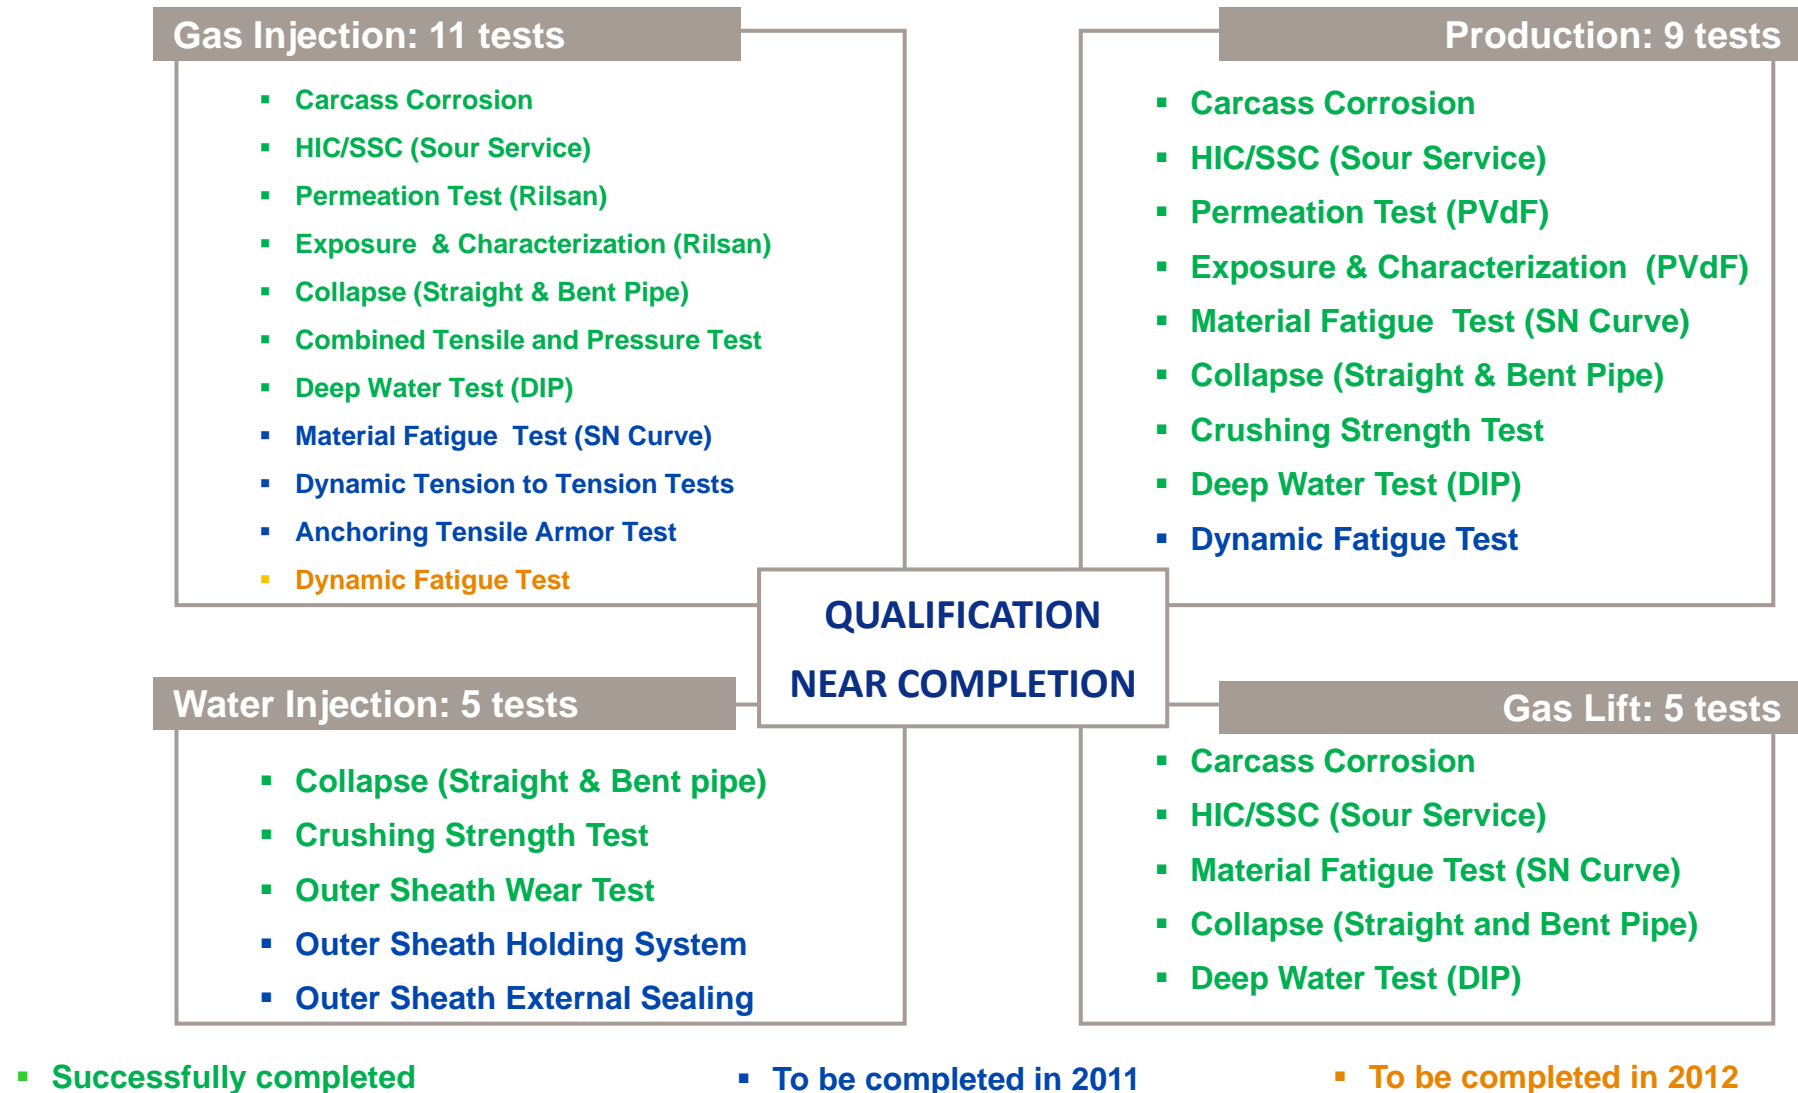 Gas Injection: 11 tests
▪ Carcass Corrosion
▪ HIC/SSC (Sour Service)
▪ Permeation Test (Rilsan)
▪ Exposure & Characterization (Rilsan)
▪ Collapse (Straight & Bent Pipe)
▪ Combined Tensile and Pressure Test
▪ Deep Water Test (DIP)
▪ Material Fatigue Test (SN Curve)
▪ Dynamic Tension to Tension Tests
▪ Anchoring Tensile Armor Test
▪ Dynamic Fatigue Test
Production: 9 tests
▪ Carcass Corrosion
▪ HIC/SSC (Sour Service)
▪ Permeation Test (PVdF)
▪ Exposure & Characterization (PVdF)
▪ Material Fatigue Test (SN Curve)
▪ Collapse (Straight & Bent Pipe)
▪ Crushing Strength Test
▪ Deep Water Test (DIP)
▪ Dynamic Fatigue Test
QUALIFICATION
NEAR COMPLETION
Water Injection: 5 tests
▪ Collapse (Straight & Bent pipe)
▪ Crushing Strength Test
▪ Outer Sheath Wear Test
▪ Outer Sheath Holding System
▪ Outer Sheath External Sealing
Gas Lift: 5 tests
▪ Carcass Corrosion
▪ HIC/SSC (Sour Service)
▪ Material Fatigue Test (SN Curve)
▪ Collapse (Straight and Bent Pipe)
▪ Deep Water Test (DIP)
▪ Successfully completed
▪ To be completed in 2011
▪ To be completed in 2012